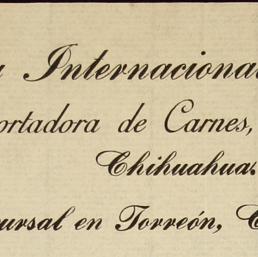 Internacional
ortadora de Carnes,
Chihuahua.
ursal en Torreón, C